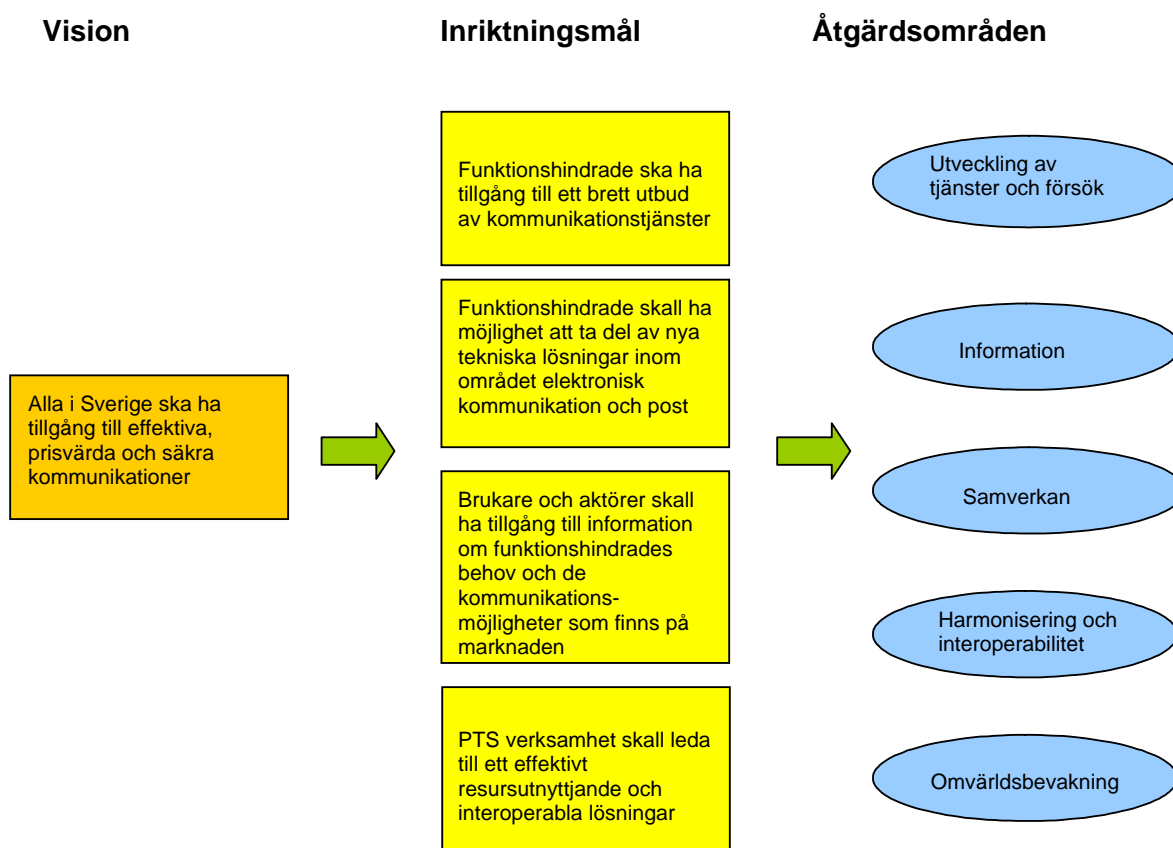 Vision
Inriktningsmål
Åtgärdsområden
Alla i Sverige ska ha
tillgång till effektiva,
prisvärda och säkra
kommunikationer
Funktionshindrade ska ha
tillgång till ett brett utbud
av kommunikationstjänster
Funktionshindrade skall ha
möjlighet att ta del av nya
tekniska lösningar inom
området elektronisk
kommunikation och post
Brukare och aktörer skall
ha tillgång till information
om funktionshindrades
behov och de
kommunikations-
möjligheter som finns på
marknaden
PTS verksamhet skall leda
till ett effektivt
resursutnyttjande och
interoperabla lösningar
Utveckling av
tjänster och försök
Information
Samverkan
Harmonisering och
interoperabilitet
Omvärldsbevakning